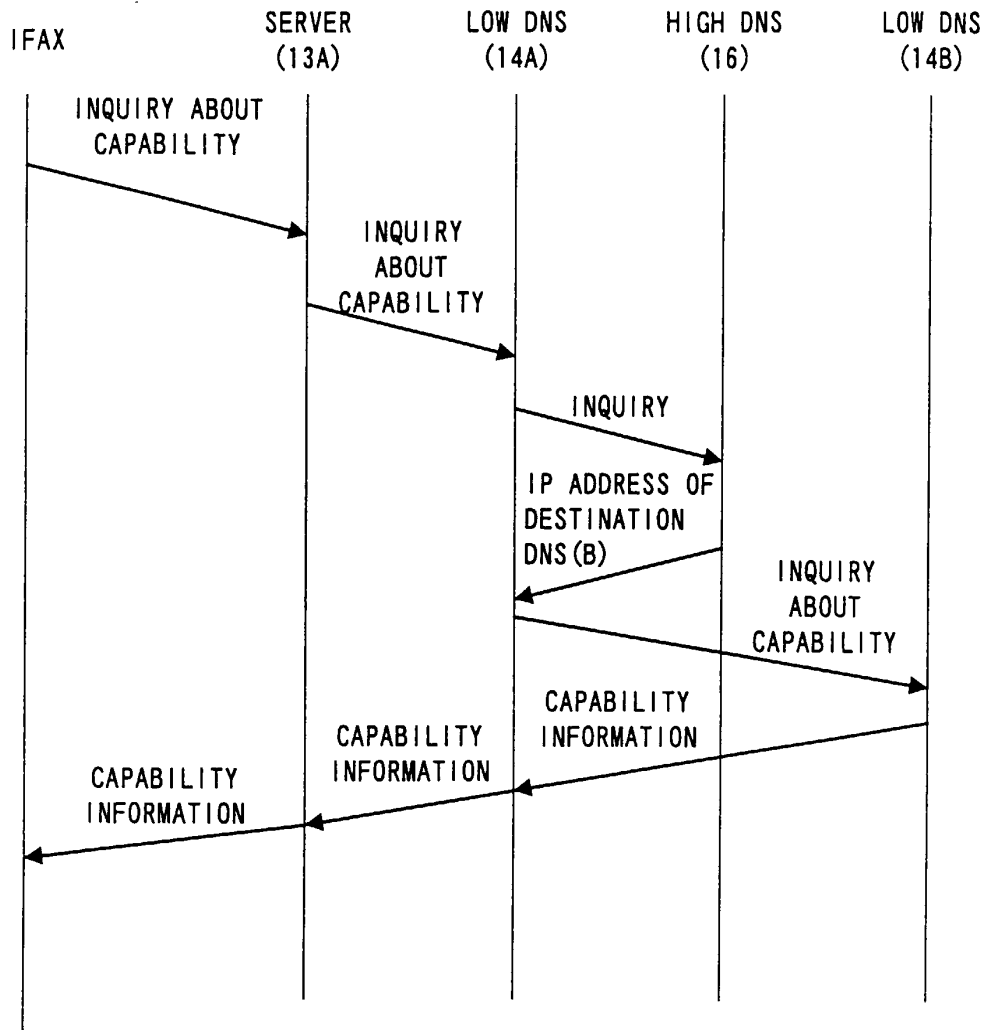 IFAX
SERVER
(13A)
LOW DNS
(14A)
HIGH DNS
(16)
LOW DNS
(14B)
INQUIRY ABOUT
CAPABILITY
INQUIRY
ABOUT
CAPABILITY
INQUIRY
IP ADDRESS OF
DESTINATION
DNS(B)
INQUIRY
ABOUT
CAPABILITY
CAPABILITY
INFORMATION
CAPABILITY
INFORMATION
CAPABILITY
INFORMATION